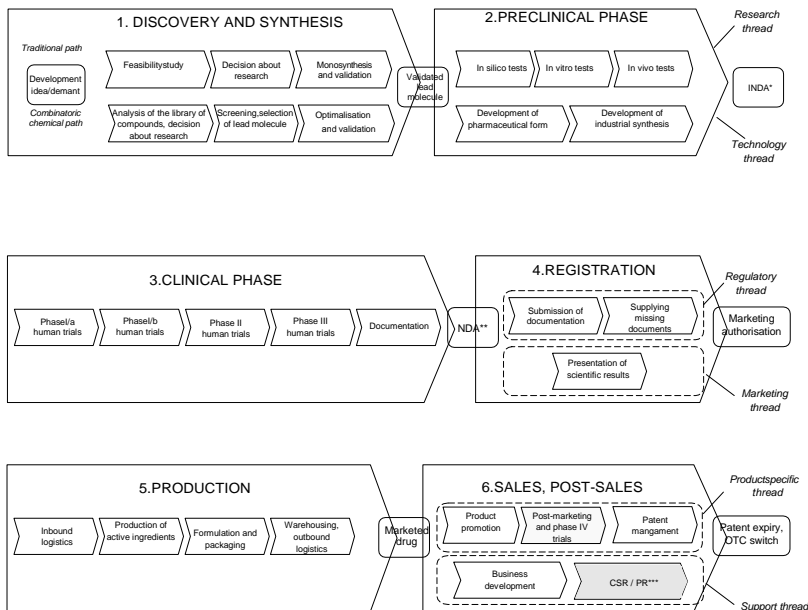 1. DISCOVERY AND SYNTHESIS
Traditional path
Development
idea/demant
Combinatoric
chemical path
Feasibilitystudy
Decision about
research
Monosynthesis
and validation
Analysis of the library of
compounds, decision
about research
Screening,selection
of lead molecule
Optimalisation
and validation
Validated
lead
molecule
2.PRECLINICAL PHASE
Research
thread
In silico tests
In vitro tests
In vivo tests
Development of
pharmaceutical form
Development of
industrial synthesis
INDA*
Technology
thread
3.CLINICAL PHASE
PhaseI/a
human trials
PhaseI/b
human trials
Phase II
human trials
Phase III
human trials
Documentation
NDA**
4.REGISTRATION
Regulatory
thread
Submission of
documentation
Supplying
missing
documents
Presentation of
scientific results
Marketing
authorisation
Marketing
thread
5.PRODUCTION
Inbound
logistics
Production of
active ingredients
Formulation and
packaging
Warehousing,
outbound
logistics
Marketed
drug
6.SALES, POST-SALES
Productspecific
thread
Product
promotion
Post-marketing
and phase IV
trials
Patent
mangament
Business
development
CSR / PR***
Patent expiry,
OTC switch
Support thread